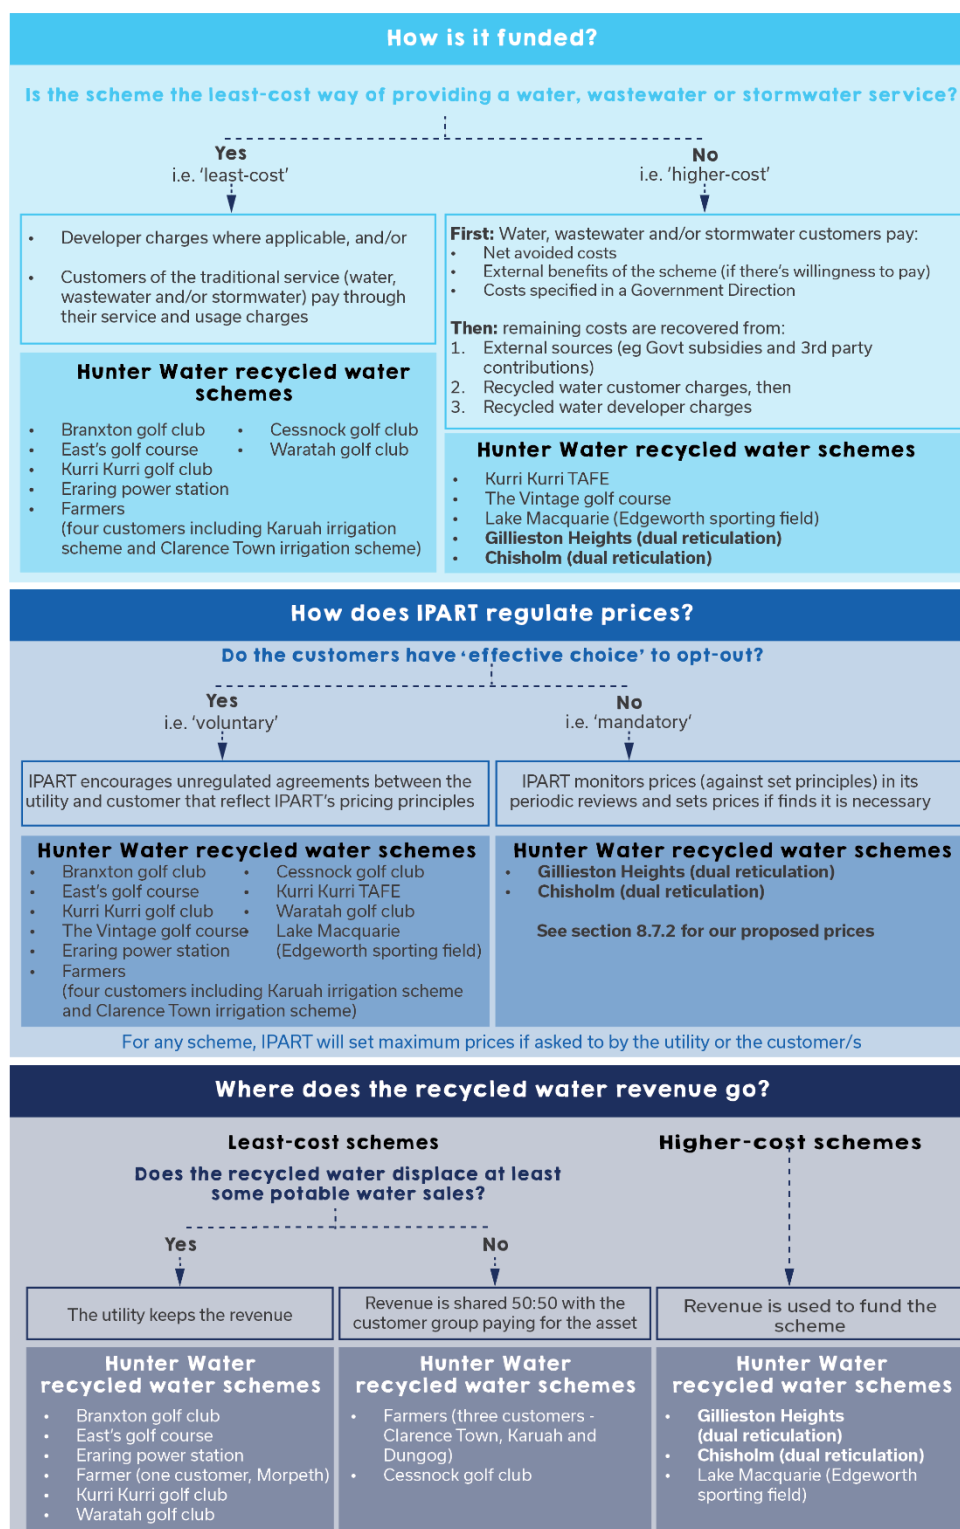 How is it funded?
Is the scheme the least-cost way of providing a water, wastewater or stormwater service?
Yes
i.e. 'least-cost'
No
i.e. 'higher-cost'
• Developer charges where applicable, and/or
• Customers of the traditional service (water,
wastewater and/or stormwater) pay through
their service and usage charges
Hunter Water recycled water
schemes
• Branxton golf club
• East's golf course
• Kurri Kurri golf club
• Eraring power station
• Farmers
(four customers including Karuah irrigation
scheme and Clarence Town irrigation scheme)
• Cessnock golf club
• Waratah golf club
First: Water, wastewater and/or stormwater customers pay:
• Net avoided costs
• External benefits of the scheme (if there's willingness to pay)
• Costs specified in a Government Direction
Then: remaining costs are recovered from:
1. External sources (eg Govt subsidies and 3rd party
contributions)
2. Recycled water customer charges, then
3. Recycled water developer charges
Hunter Water recycled water schemes
• Kurri Kurri TAFE
• The Vintage golf course
• Lake Macquarie (Edgeworth sporting field)
• Gillieston Heights (dual reticulation)
• Chisholm (dual reticulation)
How does IPART regulate prices?
Do the customers have 'effective choice' to opt-out?
Yes
i.e. 'voluntary'
No
i.e. 'mandatory'
IPART encourages unregulated agreements between the
utility and customer that reflect IPART's pricing principles
IPART monitors prices (against set principles) in its
periodic reviews and sets prices if finds it is necessary
Hunter Water recycled water schemes
• Branxton golf club
• East's golf course
• Kurri Kurri golf club
• The Vintage golf course
• Eraring power station
• Farmers
(four customers including Karuah irrigation scheme
and Clarence Town irrigation scheme)
• Cessnock golf club
• Kurri Kurri TAFE
• Waratah golf club
• Lake Macquarie
(Edgeworth sporting field)
Hunter Water recycled water schemes
• Gillieston Heights (dual reticulation)
• Chisholm (dual reticulation)
See section 8.7.2 for our proposed prices
For any scheme, IPART will set maximum prices if asked to by the utility or the customer/s
Where does the recycled water revenue go?
Least-cost schemes
Does the recycled water displace at least
some potable water sales?
Higher-cost schemes
Yes
No
The utility keeps the revenue
Revenue is shared 50:50 with the
customer group paying for the asset
Revenue is used to fund the
scheme
Hunter Water
recycled water schemes
• Branxton golf club
• East's golf course
• Eraring power station
• Farmer (one customer, Morpeth)
• Kurri Kurri golf club
• Waratah golf club
Hunter Water
recycled water schemes
• Farmers (three customers -
Clarence Town, Karuah and
Dungog)
• Cessnock golf club
Hunter Water
recycled water schemes
• Gillieston Heights
(dual reticulation)
• Chisholm (dual reticulation)
• Lake Macquarie (Edgeworth
sporting field)